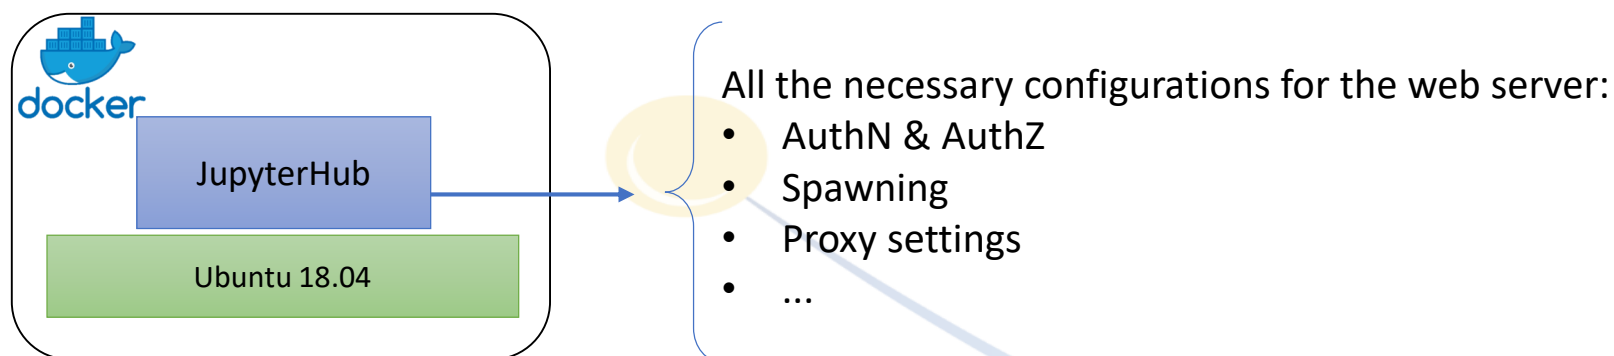 docker
JupyterHub
Ubuntu 18.04
All the necessary configurations for the web server:
• AuthN & AuthZ
• Spawning
• Proxy settings
• ...